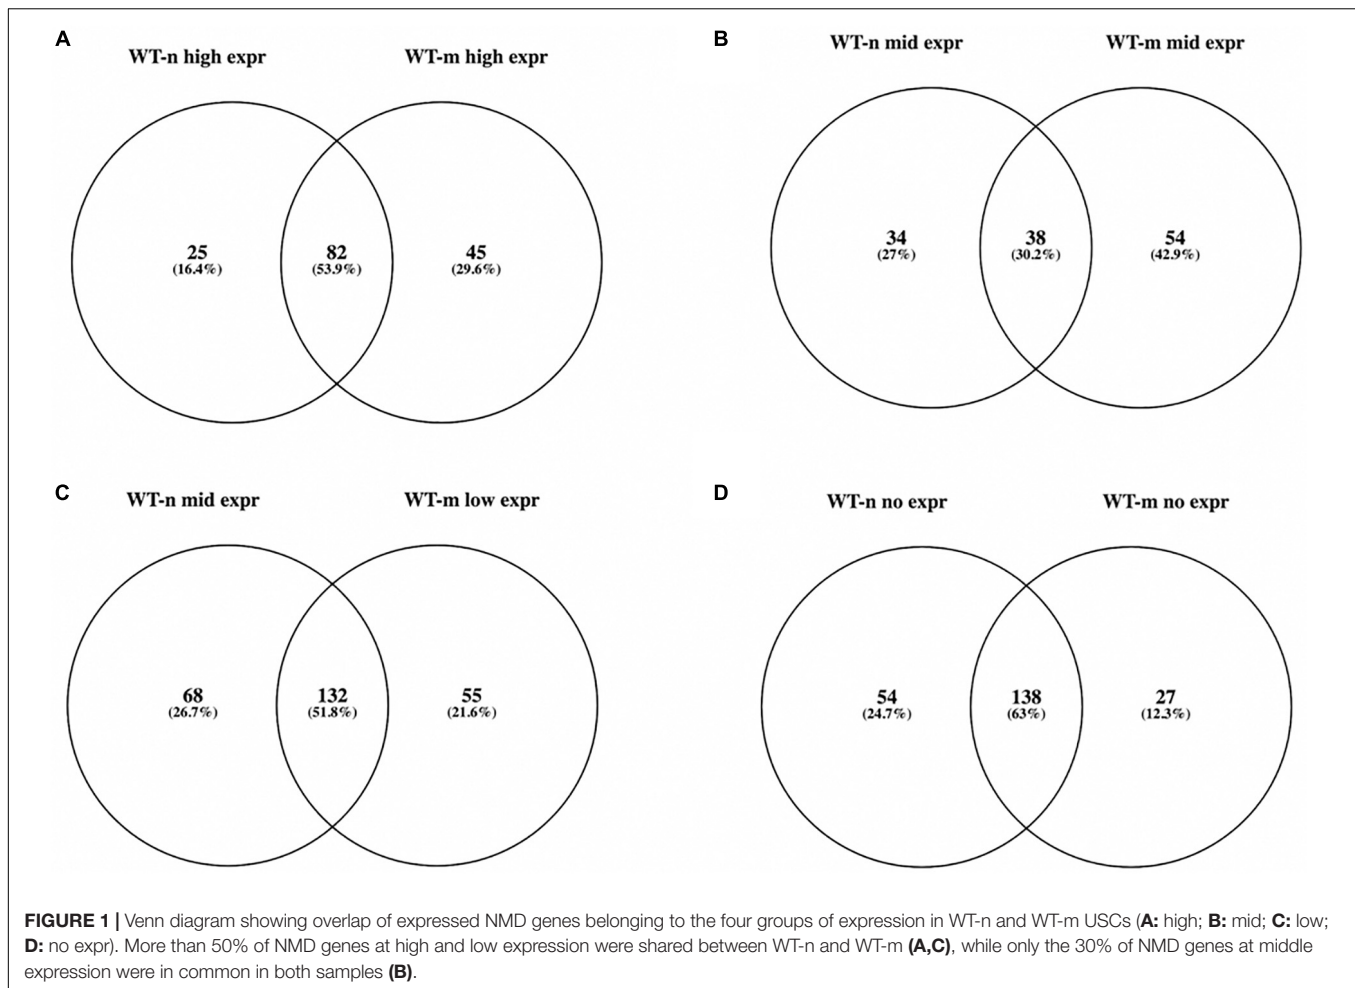 A
WT-n high expr
WT-m high expr
25
(16.4%)
82
(53.9%)
45
(29.6%)
B
WT-n mid expr
WT-m mid expr
34
(27%)
38
(30.2%)
54
(42.9%)
C
WT-n mid expr
WT-m low expr
68
(26.7%)
132
(51.8%)
55
(21.6%)
D
WT-n no expr
WT-m no expr
54
(24.7%)
138
(63%)
27
(12.3%)
FIGURE 1 | Venn diagram showing overlap of expressed NMD genes belonging to the four groups of expression in WT-n and WT-m USCs (A: high; B: mid; C: low;
D: no expr). More than 50% of NMD genes at high and low expression were shared between WT-n and WT-m (A,C), while only the 30% of NMD genes at middle
expression were in common in both samples (B).